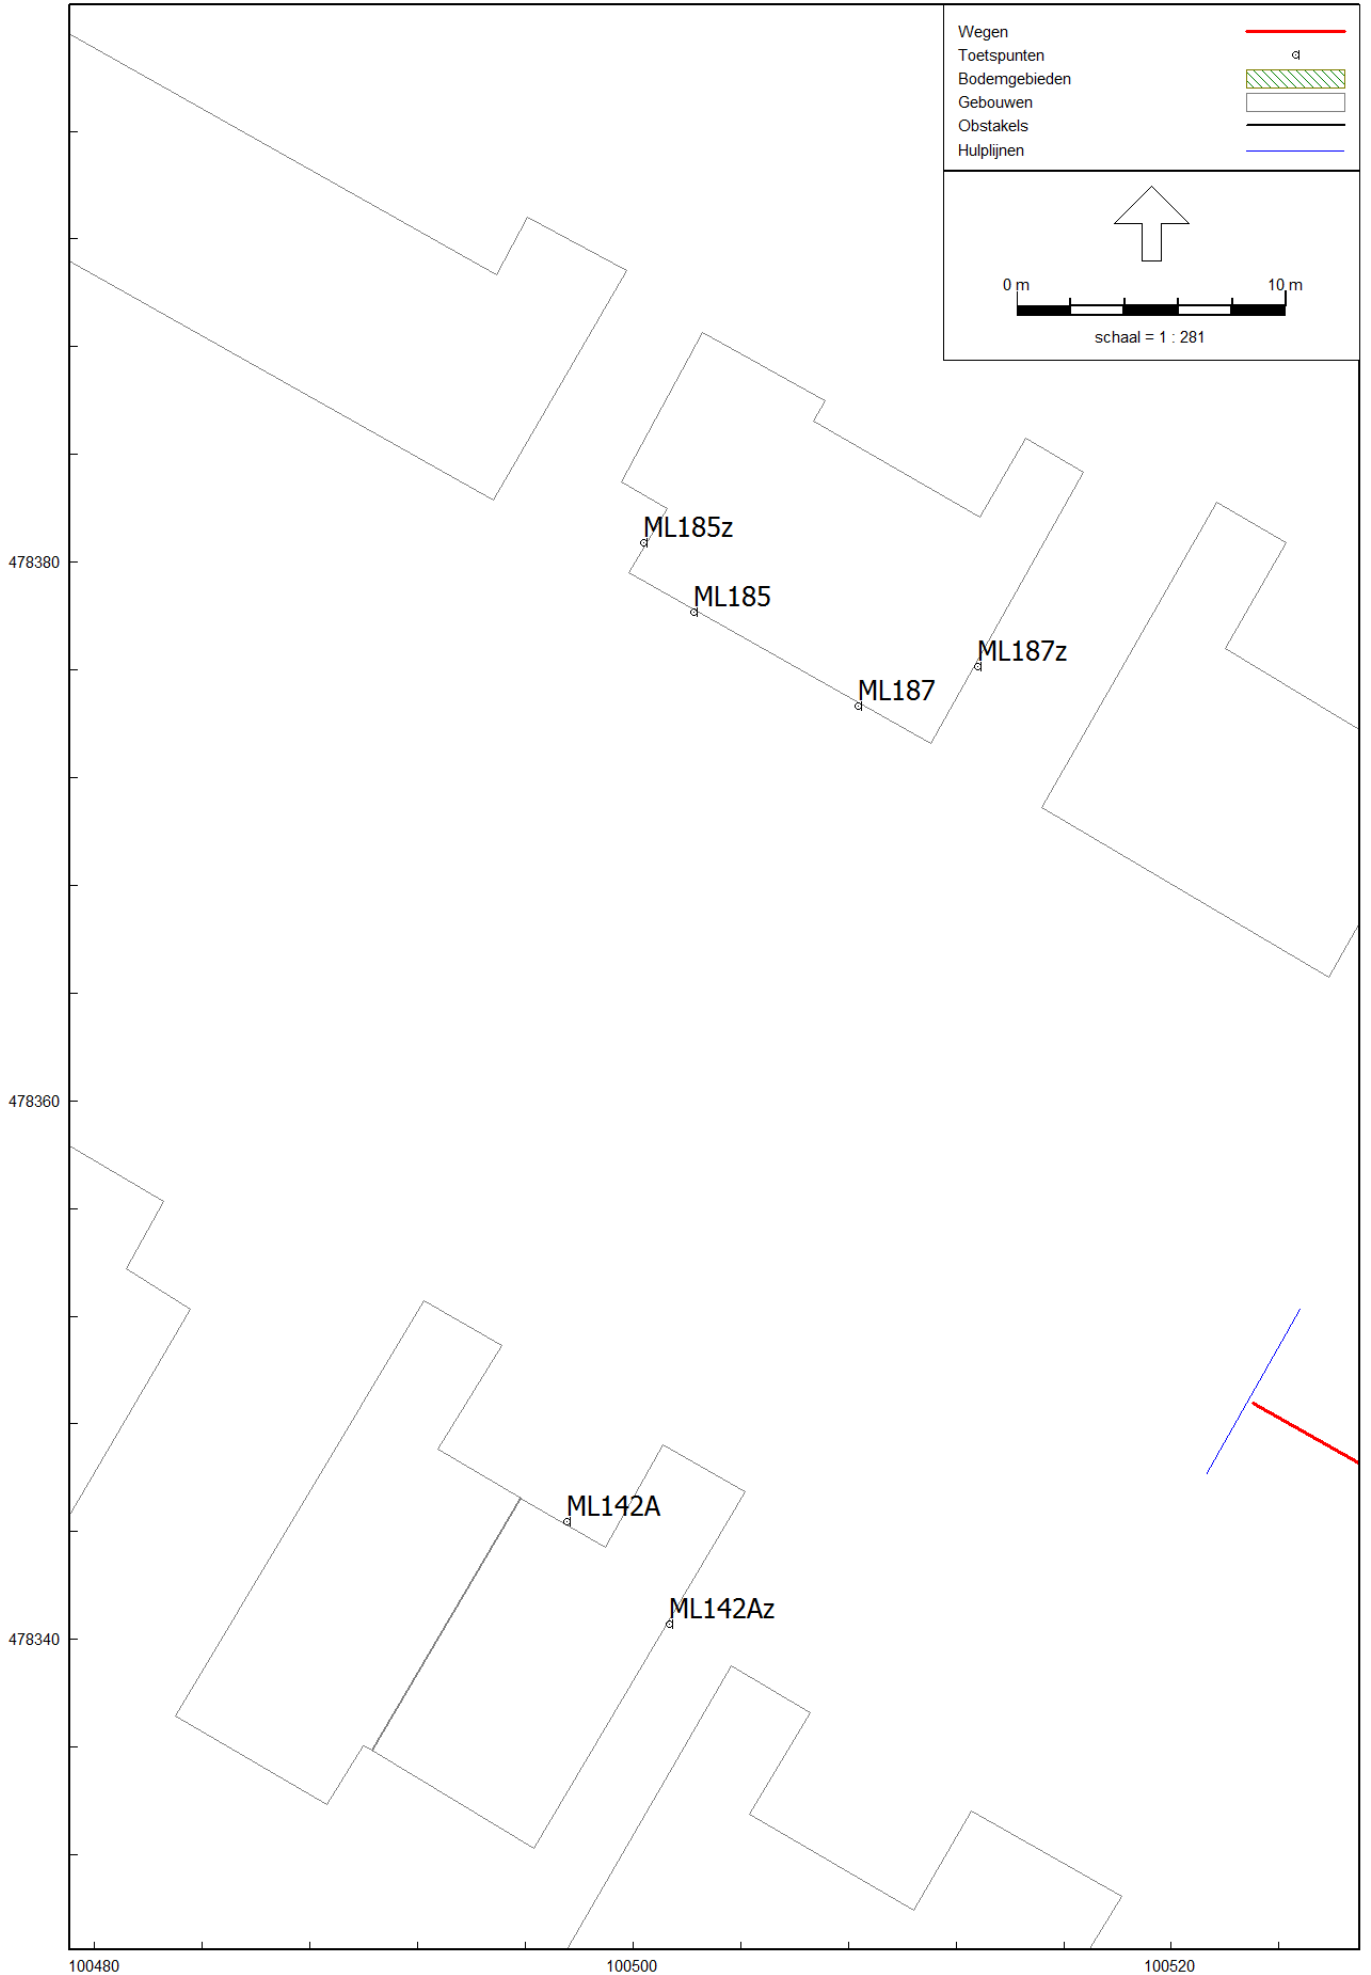 Wegen
Toetspunten
Bodemgebieden
Gebouwen
Obstakels
Hulplijnen
0 m 10 m
schaal = 1 : 281
ML185z
478380
ML185
ML187z
ML187
478360
ML142A
ML142Az
478340
100480 100500 100520